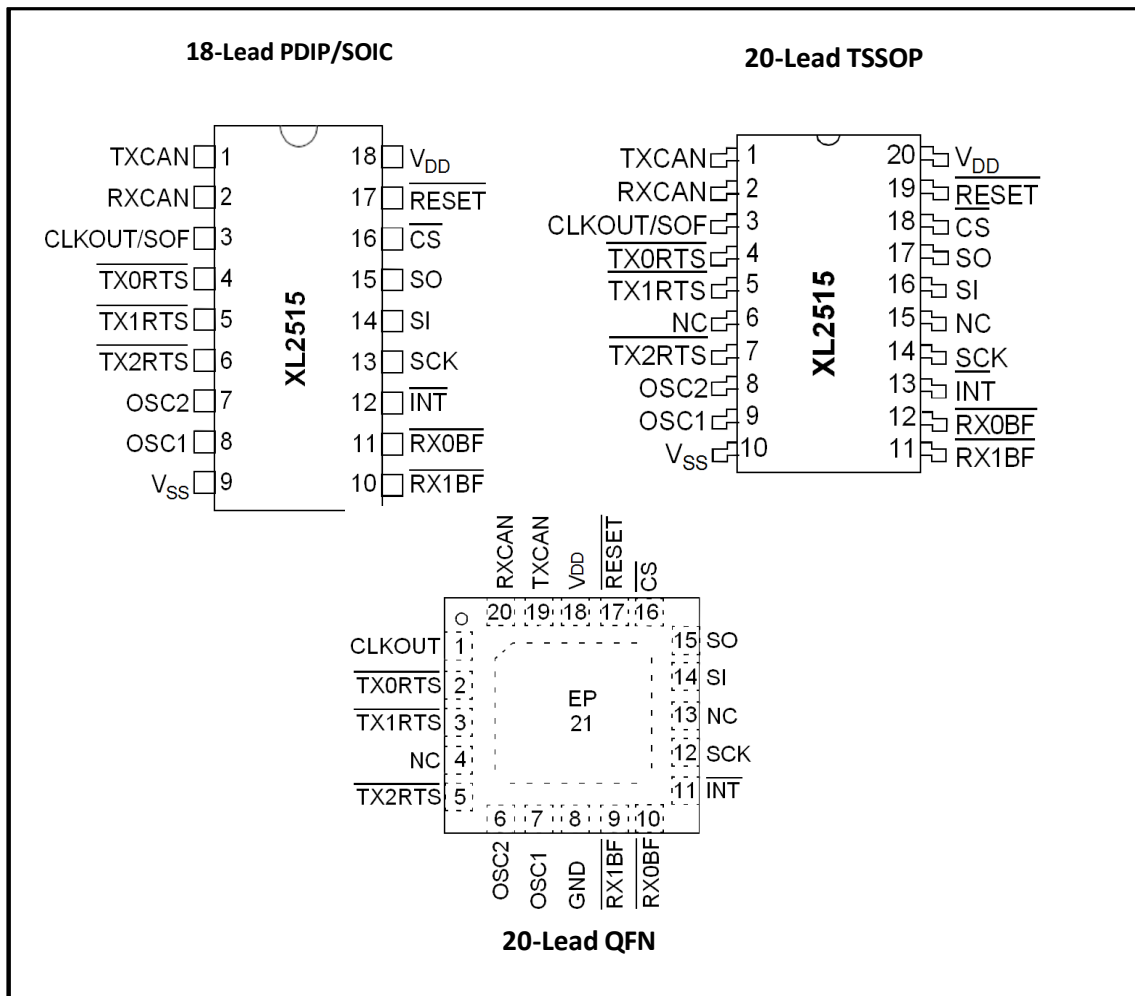 18-Lead PDIP/SOIC
TXCAN 1
RXCAN 2
CLKOUT/SOF 3
TX0RTS 4
TX1RTS 5
TX2RTS 6
OSC2 7
OSC1 8
VSS 9
XL2515
18 VDD
17 RESET
16 CS
15 SO
14 SI
13 SCK
12 INT
11 RX0BF
10 RX1BF
20-Lead TSSOP
TXCAN 1
RXCAN 2
CLKOUT/SOF 3
TX0RTS 4
TX1RTS 5
NC 6
TX2RTS 7
OSC2 8
OSC1 9
VSS 10
XL2515
20 VDD
19 RESET
18 CS
17 SO
16 SI
15 NC
14 SCK
13 INT
12 RX0BF
11 RX1BF
RXCAN TXCAN VDD RESET CS
20 19 18 17 16
CLKOUT 1
TX0RTS 2
TX1RTS 3
NC 4
TX2RTS 5
EP
21
15 SO
14 SI
13 NC
12 SCK
11 INT
6 7 8 9 10
OSC2 OSC1 GND RX1BF RX0BF
20-Lead QFN